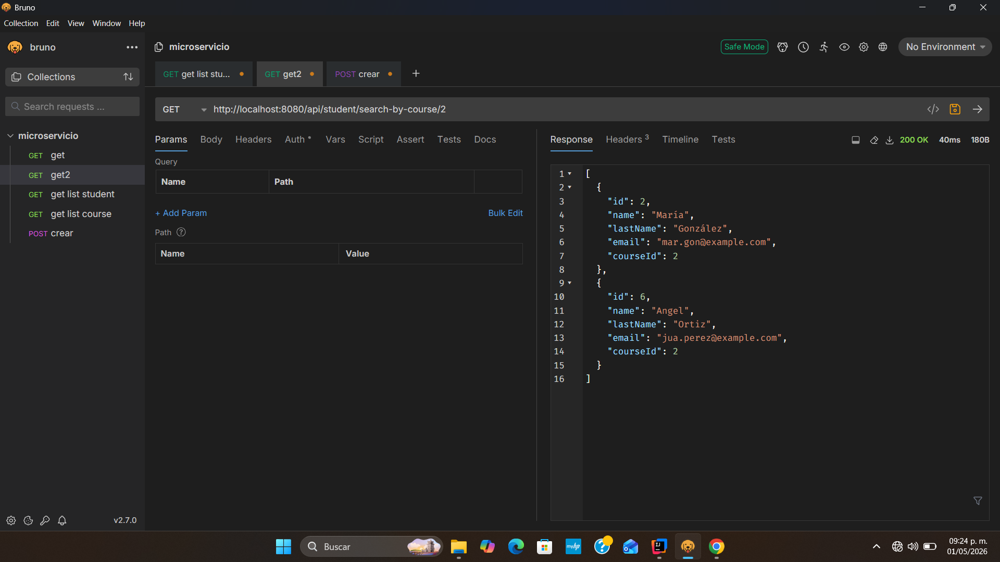 Bruno
Collection Edit View Window Help
bruno
microservicio
Safe Mode
No Environment
Collections
GET get list stu...
GET get2
POST crear
Search requests ...
GET
http://localhost:8080/api/student/search-by-course/2
microservicio
GET get
GET get2
GET get list student
GET get list course
POST crear
Params Body Headers Auth Vars Script Assert Tests Docs
Query
Name Path
+ Add Param
Bulk Edit
Path ?
Name Value
Response Headers 3 Timeline Tests
200 OK 40ms 180B
1 [
2 {
3 "id": 2,
4 "name": "María",
5 "lastName": "González",
6 "email": "mar.gon@example.com",
7 "courseId": 2
8 },
9 {
10 "id": 6,
11 "name": "Angel",
12 "lastName": "Ortiz",
13 "email": "jua.perez@example.com",
14 "courseId": 2
15 }
16 ]
v2.7.0
Buscar
myhp
09:24 p. m.
01/05/2026